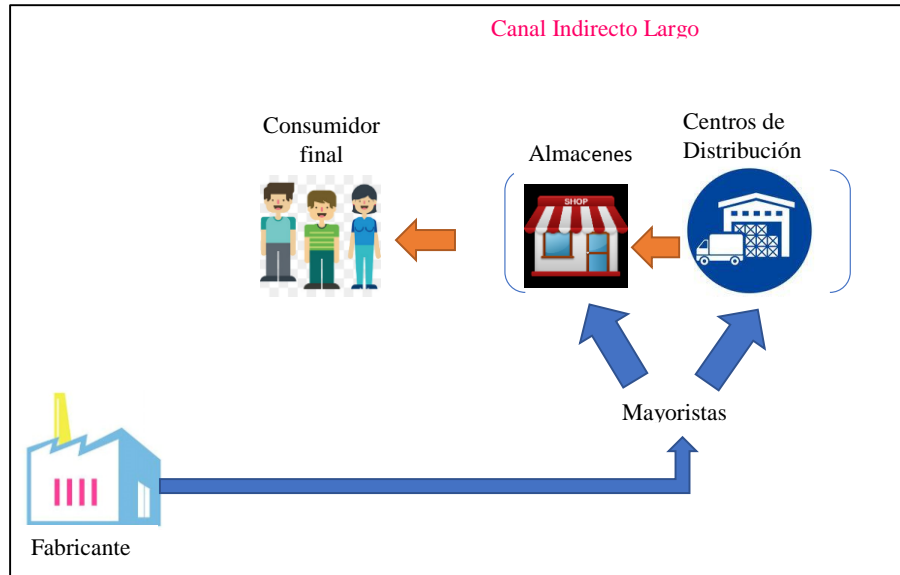 Canal Indirecto Largo
Consumidor
final
Almacenes
Centros de
Distribución
SHOP
Mayoristas
Fabricante